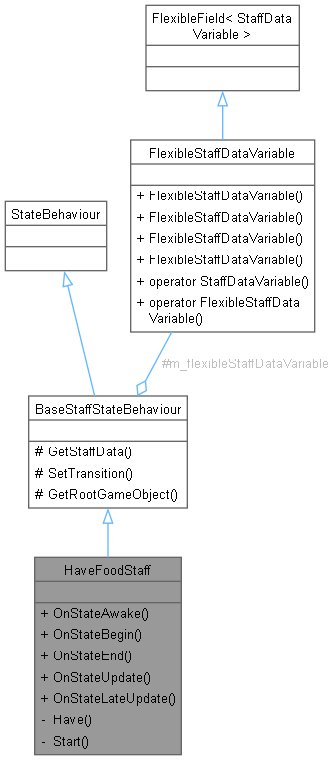 FlexibleField< StaffData
Variable >
FlexibleStaffDataVariable
+ FlexibleStaffDataVariable()
+ FlexibleStaffDataVariable()
+ FlexibleStaffDataVariable()
+ FlexibleStaffDataVariable()
+ operator StaffDataVariable()
+ operator FlexibleStaffData
Variable()
StateBehaviour
#m_flexibleStaffDataVariable
BaseStaffStateBehaviour
# GetStaffData()
# SetTransition()
# GetRootGameObject()
HaveFoodStaff
+ OnStateAwake()
+ OnStateBegin()
+ OnStateEnd()
+ OnStateUpdate()
+ OnStateLateUpdate()
- Have()
- Start()